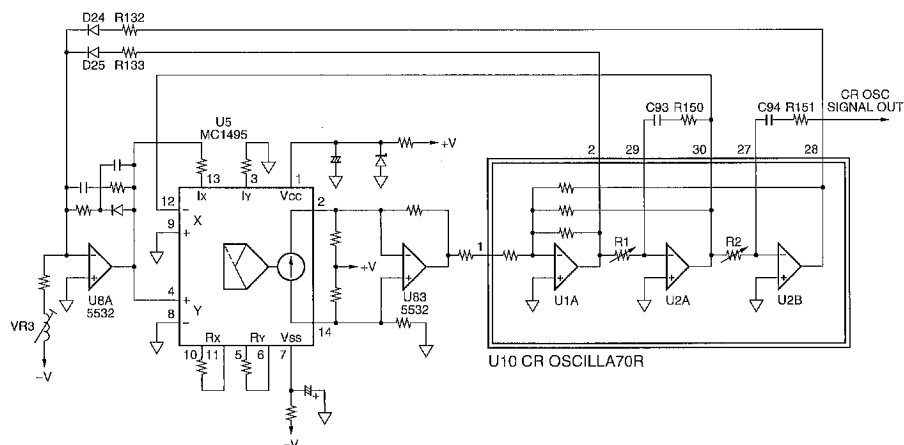 D24 R132
D25 R133
U5
MC1495
C93 R150
C94 R151
CR OSC
SIGNAL OUT
+V
2 29 30 27 28
13 3 1
IX IY VCC
12 − X
9 +
2
4 + Y
8 −
+V
14
RX RY VSS
10 11 5 6 7
− +
U8A
5532
VR3
−V
− +
U83
5532
1
− +
U1A
R1
− +
U2A
R2
− +
U2B
U10 CR OSCILLA70R
+
−V